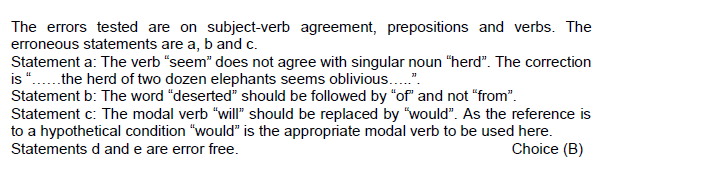 The errors tested are on subject-verb agreement, prepositions and verbs. The
erroneous statements are a, b and c.
Statement a: The verb “seem” does not agree with singular noun “herd”. The correction
is “……the herd of two dozen elephants seems oblivious…..”.
Statement b: The word “deserted” should be followed by “of” and not “from”.
Statement c: The modal verb “will” should be replaced by “would”. As the reference is
to a hypothetical condition “would” is the appropriate modal verb to be used here.
Statements d and e are error free. Choice (B)